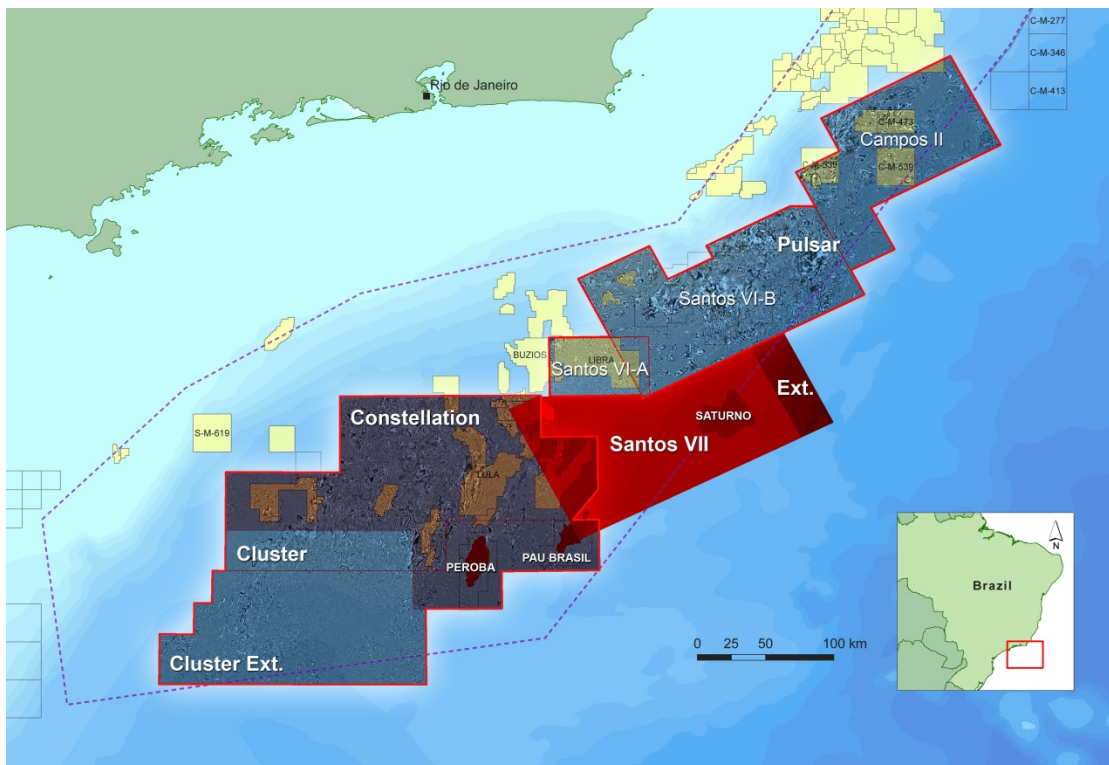 C-M-277
C-M-346
C-M-413
Rio de Janeiro
C-M-473
Campos II
C-M-539
Pulsar
Santos VI-B
BUZIOS
LIBRA
Santos VI-A
Ext.
SATURNO
Constellation
Santos VII
S-M-619
LULA
Cluster
PEROBA
PAU BRASIL
Cluster Ext.
0 25 50 100 km
N
Brazil